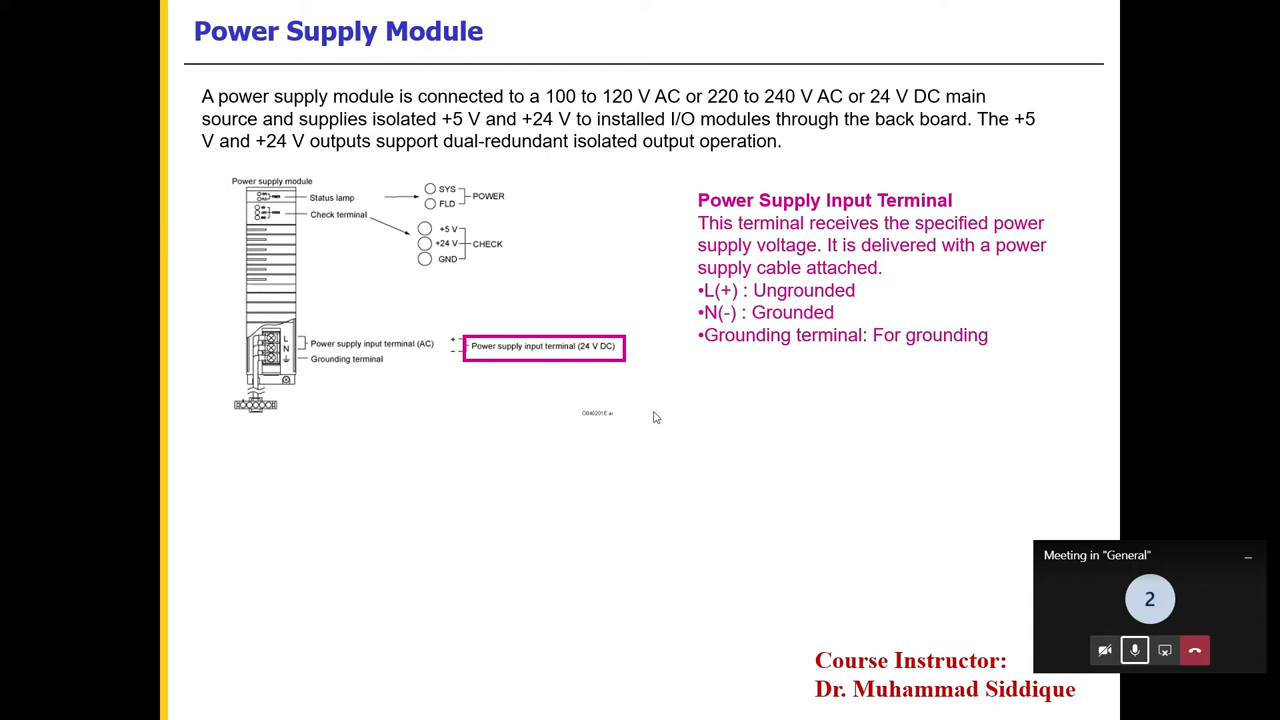 Power Supply Module
A power supply module is connected to a 100 to 120 V AC or 220 to 240 V AC or 24 V DC main
source and supplies isolated +5 V and +24 V to installed I/O modules through the back board. The +5
V and +24 V outputs support dual-redundant isolated output operation.
Power supply module
Status lamp
Check terminal
SYS
FLD
POWER
+5 V
+24 V
GND
CHECK
L
N
Power supply input terminal (AC)
Grounding terminal
+
-
Power supply input terminal (24 V DC)
D040201E.ai
Power Supply Input Terminal
This terminal receives the specified power
supply voltage. It is delivered with a power
supply cable attached.
•L(+) : Ungrounded
•N(-) : Grounded
•Grounding terminal: For grounding
Meeting in "General"
2
Course Instructor:
Dr. Muhammad Siddique